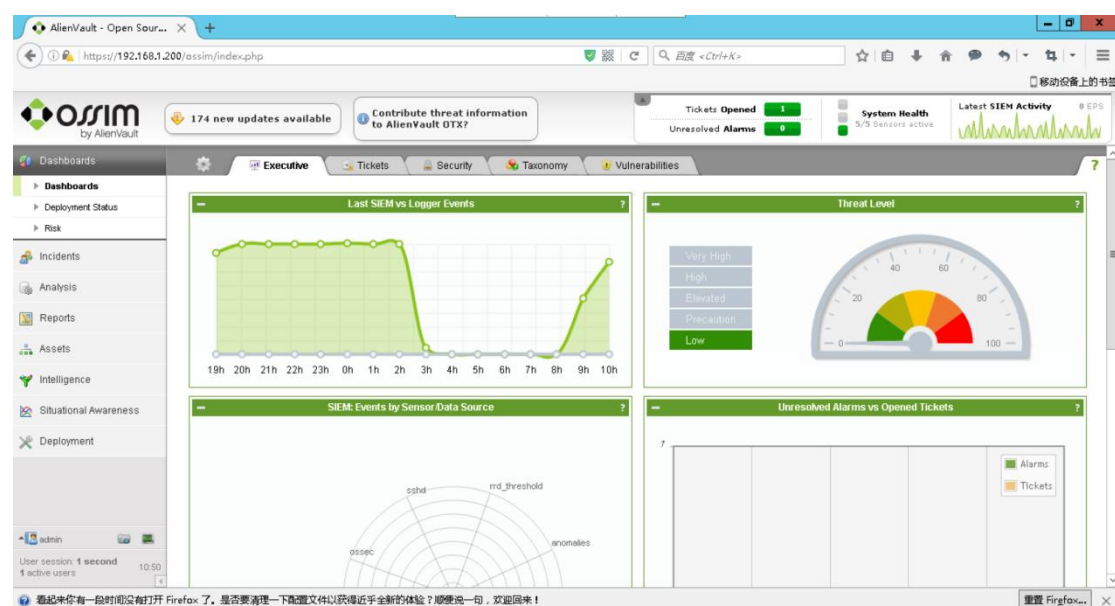 AlienVault - Open Sour...
https://192.168.1.200/ossim/index.php
百度 <Ctrl+K>
移动设备上的书签
OSSIM
by AlienVault
174 new updates available
Contribute threat information
to AlienVault OTX?
Tickets Opened 1
Unresolved Alarms 0
System Health
5/5 Sensors active
Latest SIEM Activity 0 EPS
Dashboards
Dashboards
Deployment Status
Risk
Incidents
Analysis
Reports
Assets
Intelligence
Situational Awareness
Deployment
admin
User session: 1 second
1 active users
10:50
Executive Tickets Security Taxonomy Vulnerabilities ?
Last SIEM vs Logger Events ?
19h 20h 21h 22h 23h 0h 1h 2h 3h 4h 5h 6h 7h 8h 9h 10h
Threat Level ?
Very High
High
Elevated
Precaution
Low
0 20 40 60 80 100
SIEM: Events by Sensor/Data Source ?
sshd
rrd_threshold
ossec
anomalies
Unresolved Alarms vs Opened Tickets ?
1
Alarms
Tickets
看起来你有一段时间没有打开 Firefox 了。是否要清理一下配置文件以获得近乎全新的体验？顺便说一句，欢迎回来！
重置 Firefox...